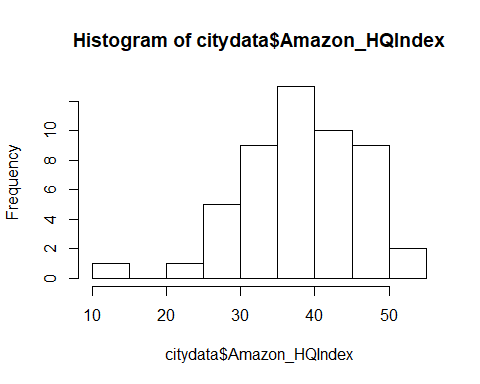 Histogram of citydata$Amazon_HQIndex
Frequency
0 2 4 6 8 10
10 20 30 40 50
citydata$Amazon_HQIndex